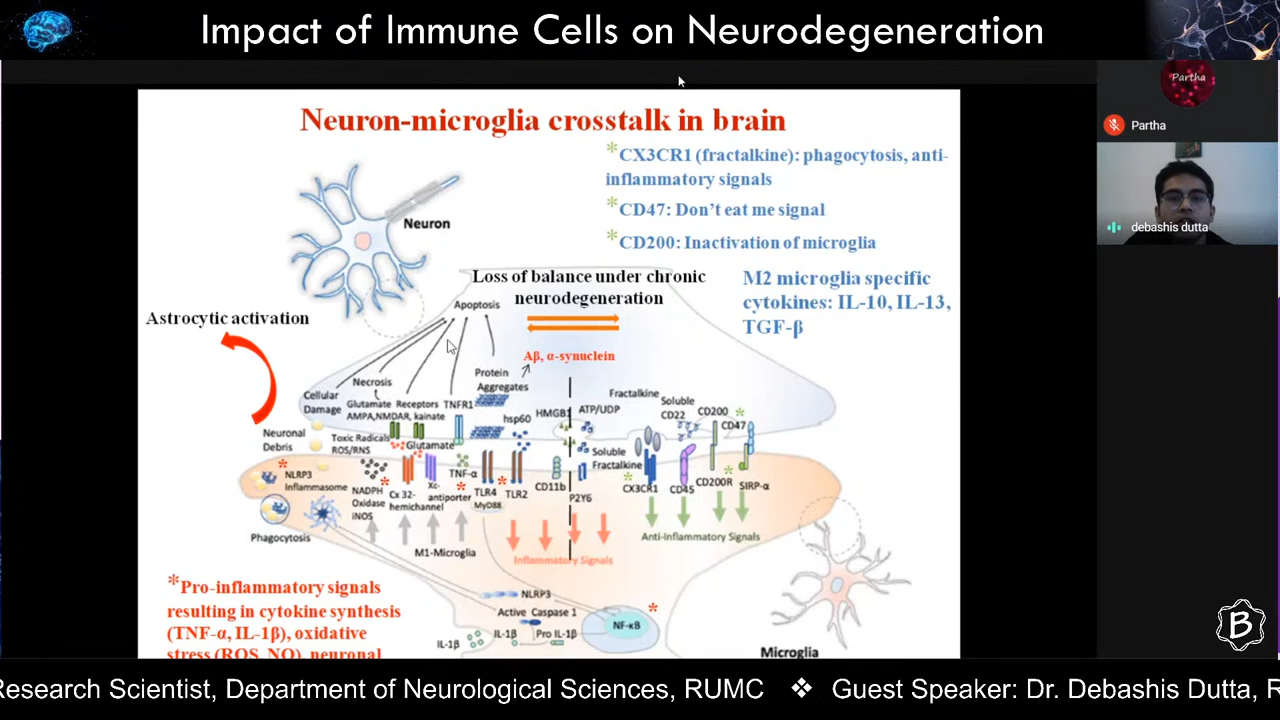 Impact of Immune Cells on Neurodegeneration
Partha
Partha
debashis dutta
Neuron-microglia crosstalk in brain
*CX3CR1 (fractalkine): phagocytosis, anti-
inflammatory signals
*CD47: Don’t eat me signal
*CD200: Inactivation of microglia
Neuron
Loss of balance under chronic
neurodegeneration
M2 microglia specific
cytokines: IL-10, IL-13,
TGF-β
Apoptosis
Astrocytic activation
Aβ, α-synuclein
Protein
Aggregates
Necrosis
Cellular
Damage
Glutamate Receptors
AMPA,NMDAR, kainate
TNFR1
hsp60
HMGB1
ATP/UDP
Fractalkine
Soluble
CD22
CD200
*
CD47
Neuronal
Debris
Toxic Radicals
ROS/RNS
Glutamate
Soluble
Fractalkine
*
NLRP3
Inflammasome
*
NADPH
Oxidase
iNOS
Cx 32-
hemichannel
Xc-
antiporter
TNF-α
*
TLR4
MyD88
*
TLR2
CD11b
P2Y6
*
CX3CR1
CD45
*
CD200R
SIRP-α
Phagocytosis
M1-Microglia
Inflammatory Signals
Anti-Inflammatory Signals
*Pro-inflammatory signals
resulting in cytokine synthesis
(TNF-α, IL-1β), oxidative
stress (ROS, NO), neuronal
NLRP3
Active Caspase 1
IL-1β
IL-1β
Pro IL-1β
NF-κB
*
Microglia
B
Research Scientist, Department of Neurological Sciences, RUMC ❖ Guest Speaker: Dr. Debashis Dutta, R